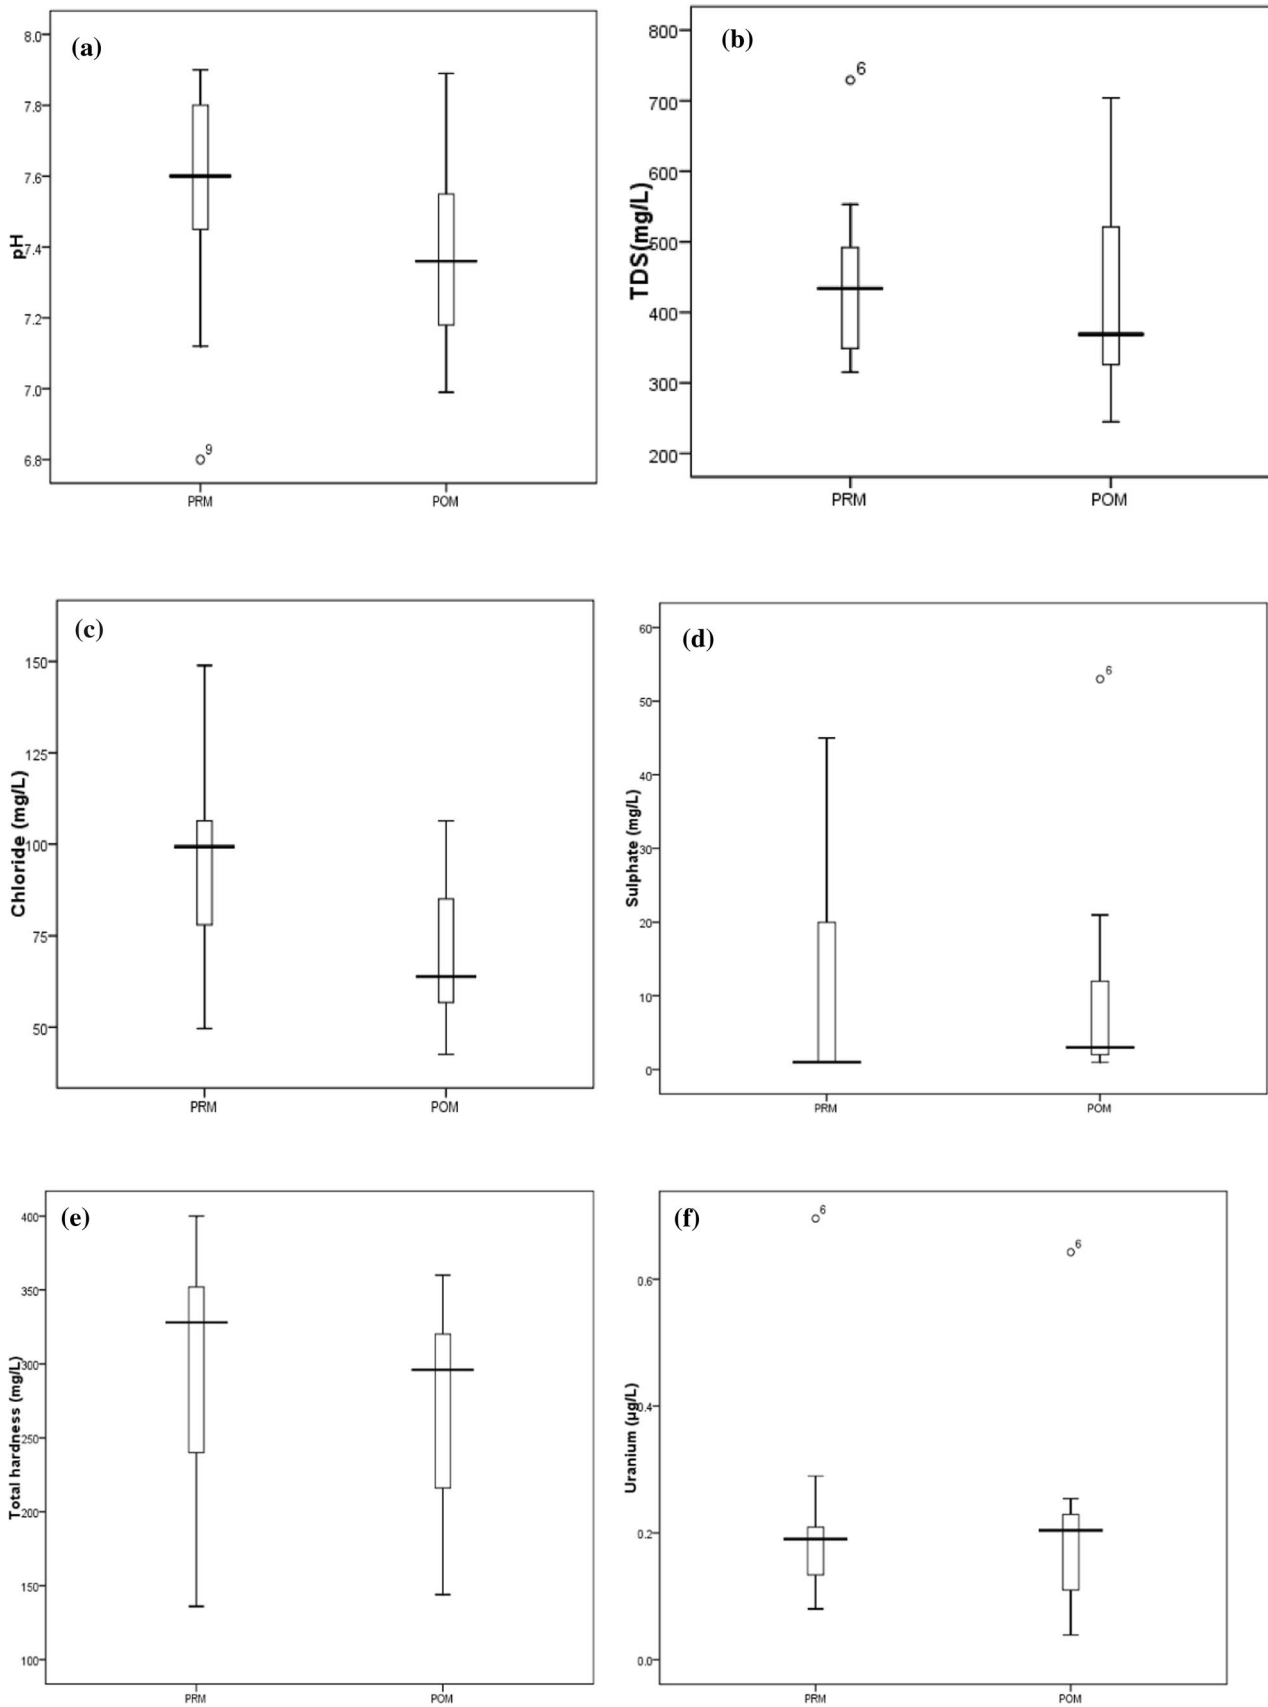 (a)
8.0
7.8
7.6
7.4
7.2
7.0
6.8
pH
9
PRM
POM
(b)
800
700
600
500
400
300
200
TDS(mg/L)
6
PRM
POM
(c)
150
125
100
75
50
Chloride (mg/L)
PRM
POM
(d)
60
50
40
30
20
10
0
Sulphate (mg/L)
6
PRM
POM
(e)
400
350
300
250
200
150
100
Total hardness (mg/L)
PRM
POM
(f)
0.6
0.4
0.2
0.0
Uranium (µg/L)
6
6
PRM
POM